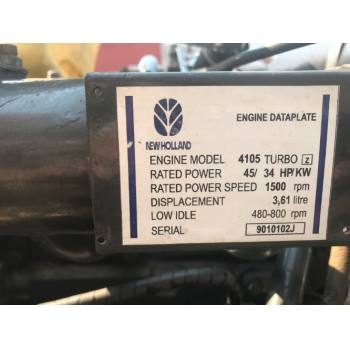 ENGINE DATAPLATE
NEW HOLLAND
ENGINE MODEL 4105 TURBO Z
RATED POWER 45/ 34 HP/KW
RATED POWER SPEED 1500 rpm
DISPLACEMENT 3,61 litre
LOW IDLE 480-800 rpm
SERIAL 9010102J